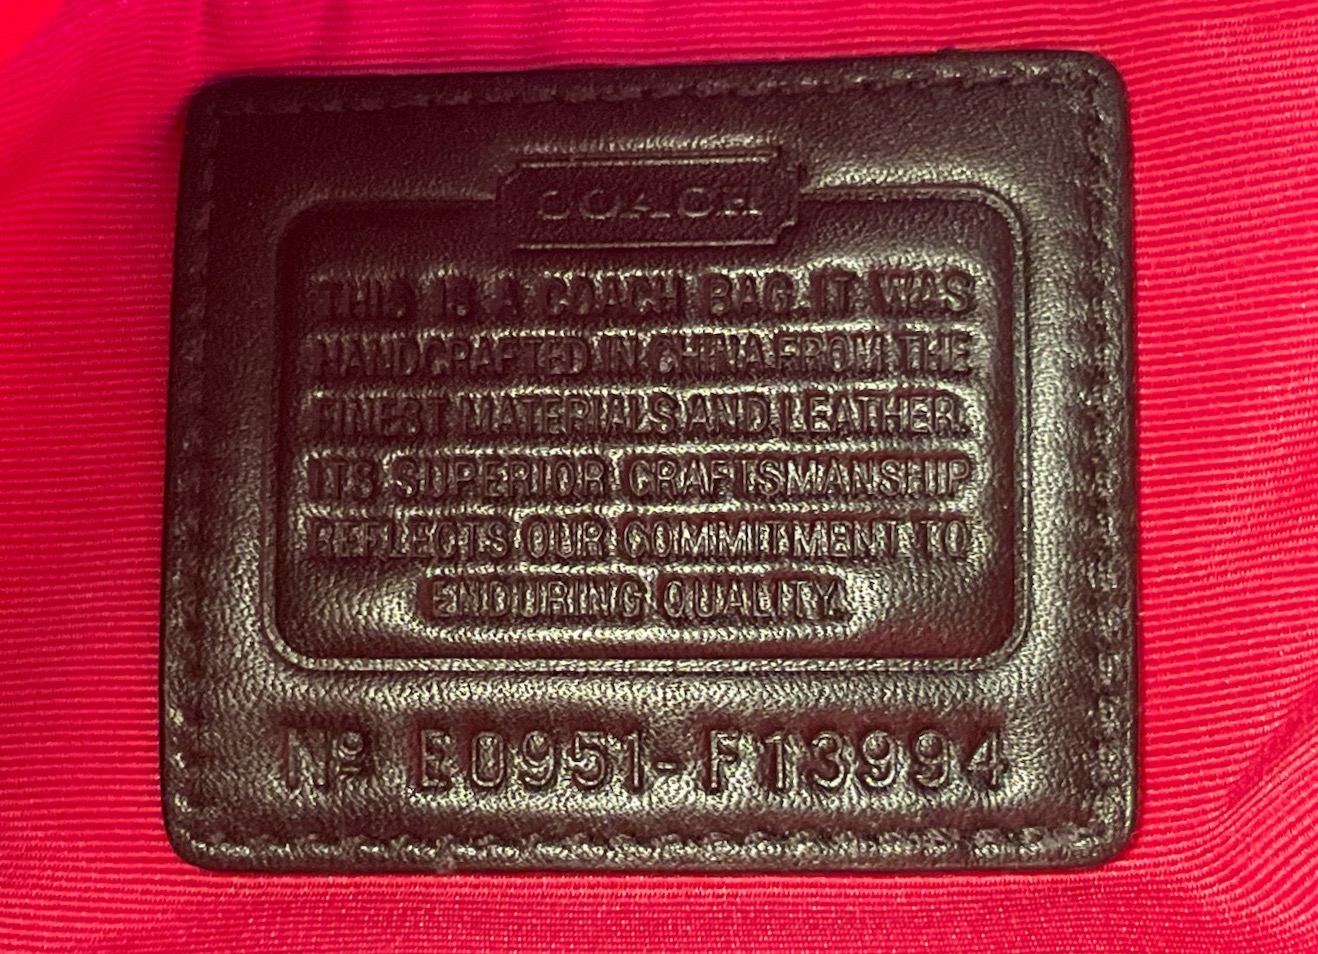 COACH
THIS IS A COACH BAG. IT WAS
HANDCRAFTED IN CHINA FROM THE
FINEST MATERIALS AND LEATHER.
ITS SUPERIOR CRAFTSMANSHIP
REFLECTS OUR COMMITMENT TO
ENDURING QUALITY.
Nº E0951-F13994